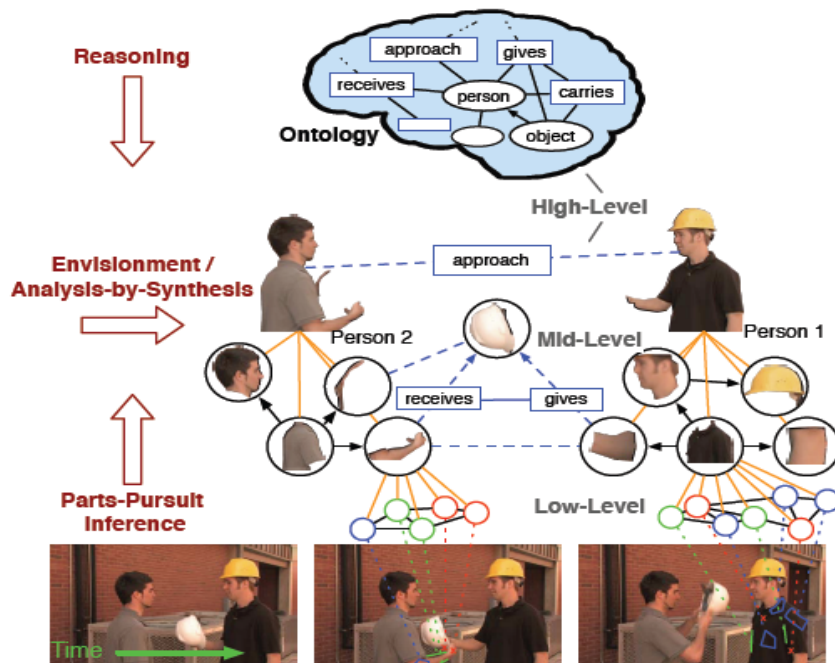 Reasoning
approach
gives
receives
person
carries
Ontology
object
High-Level
Envisionment /
Analysis-by-Synthesis
approach
Person 2
Mid-Level
Person 1
receives
gives
Parts-Pursuit
Inference
Low-Level
Time